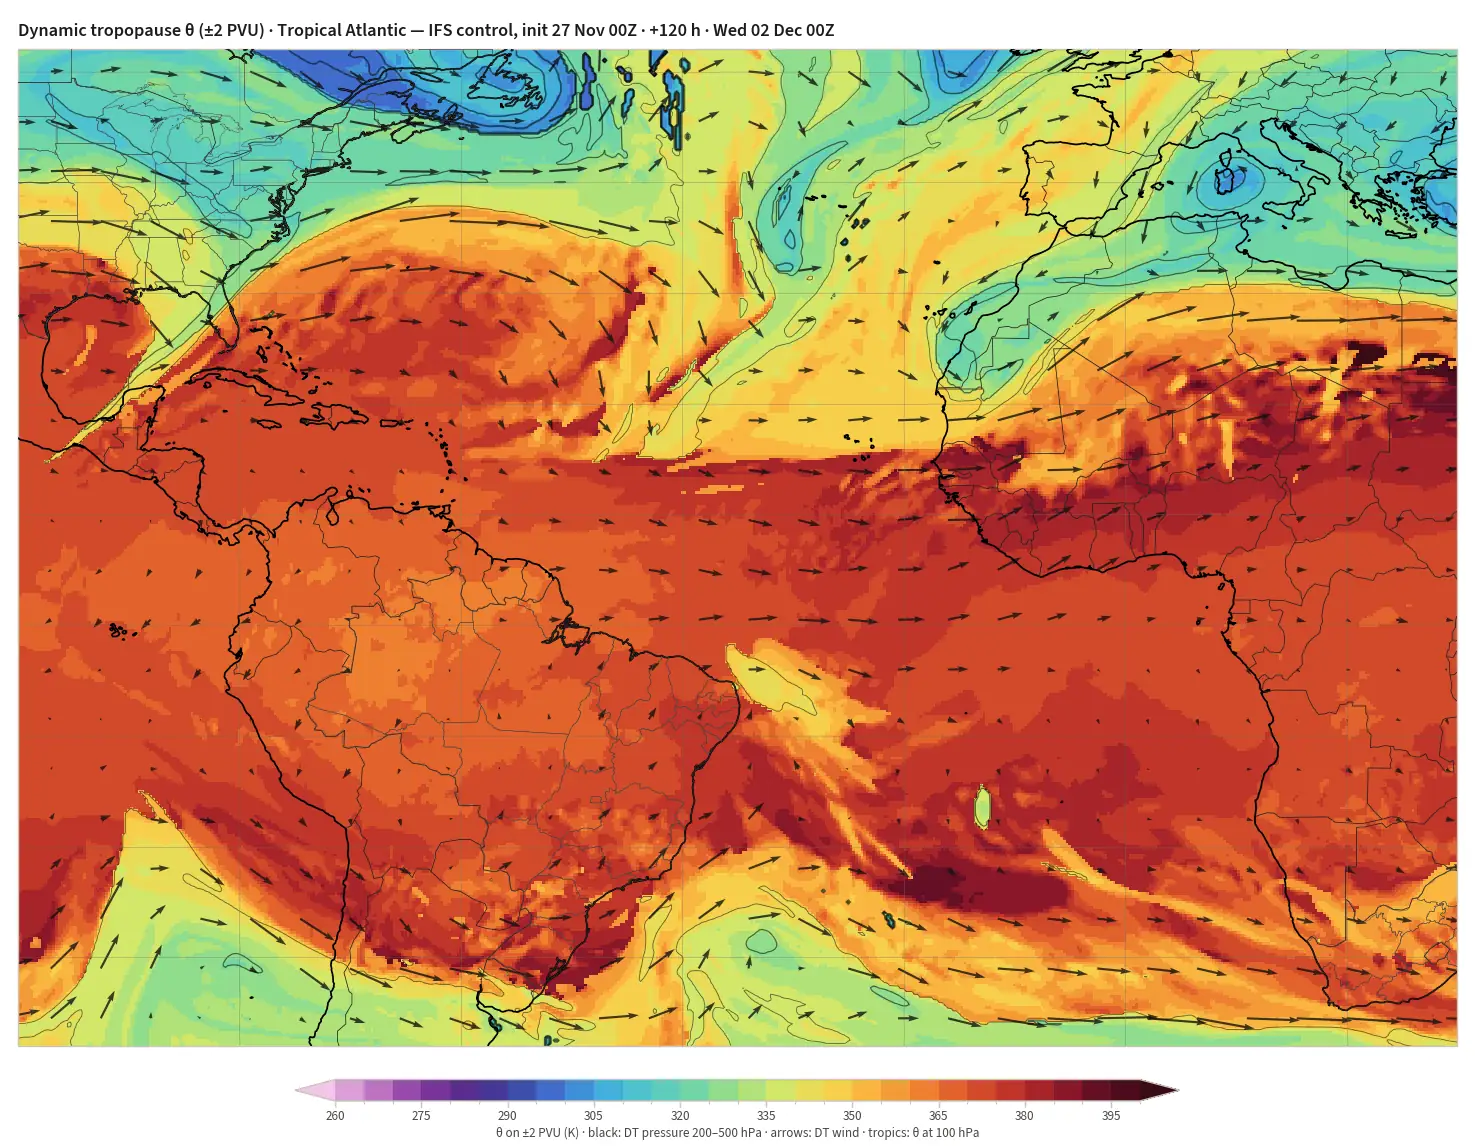 Dynamic tropopause θ (±2 PVU) · Tropical Atlantic — IFS control, init 27 Nov 00Z · +120 h · Wed 02 Dec 00Z
260 275 290 305 320 335 350 365 380 395
θ on ±2 PVU (K) · black: DT pressure 200–500 hPa · arrows: DT wind · tropics: θ at 100 hPa